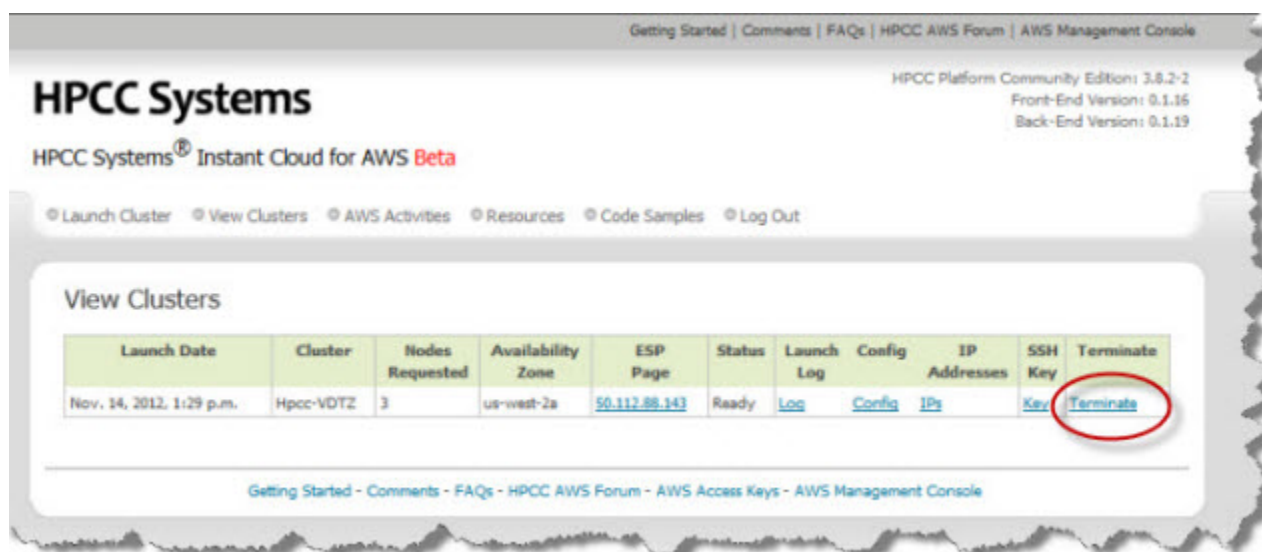 Getting Started | Comments | FAQs | HPCC AWS Forum | AWS Management Console
HPCC Systems
HPCC Platform Community Edition: 3.8.2-2
Front-End Version: 0.1.16
Back-End Version: 0.1.19
HPCC Systems® Instant Cloud for AWS Beta
Launch Cluster View Clusters AWS Activities Resources Code Samples Log Out
View Clusters
Launch Date Cluster Nodes Requested Availability Zone ESP Page Status Launch Log Config IP Addresses SSH Key Terminate
Nov. 14, 2012, 1:29 p.m. Hpcc-VDTZ 3 us-west-2a 50.112.88.143 Ready Log Config IPs Key Terminate
Getting Started - Comments - FAQs - HPCC AWS Forum - AWS Access Keys - AWS Management Console